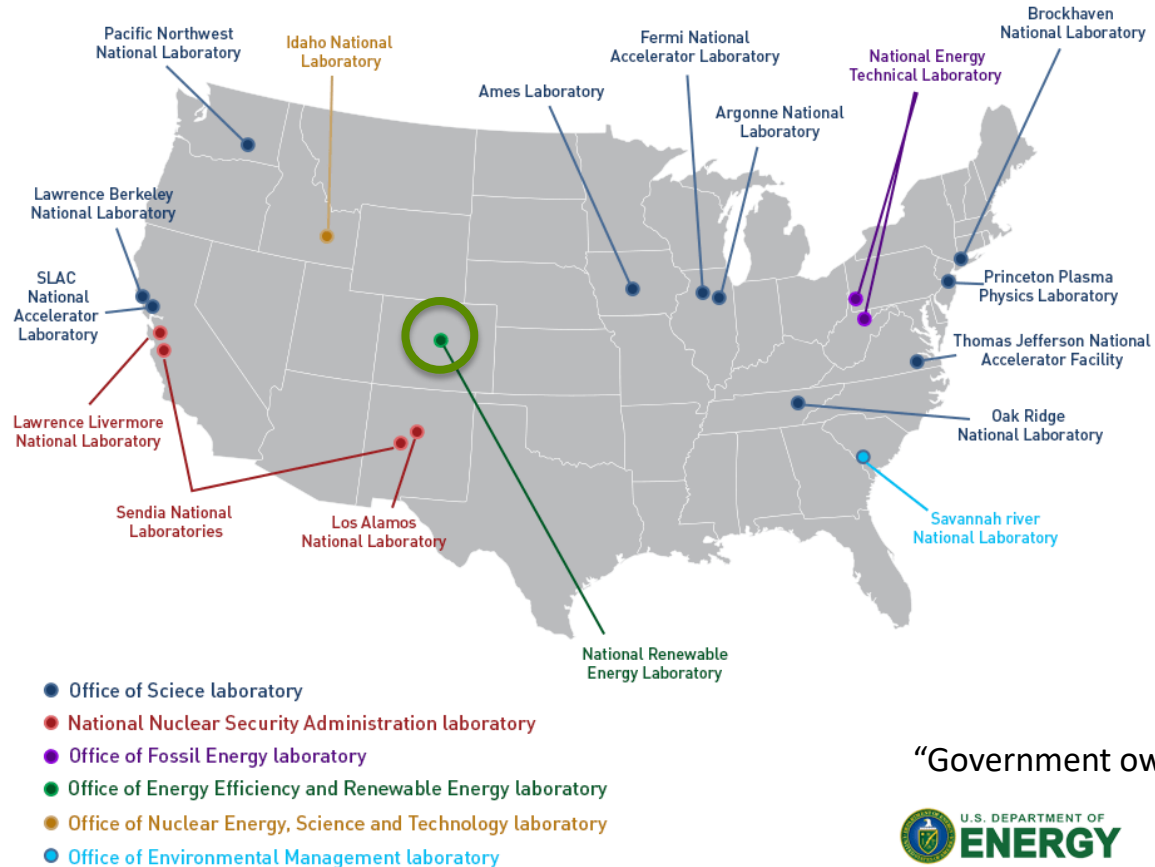 Pacific Northwest
National Laboratory
Idaho National
Laboratory
Ames Laboratory
Fermi National
Accelerator Laboratory
Argonne National
Laboratory
National Energy
Technical Laboratory
Brockhaven
National Laboratory
Lawrence Berkeley
National Laboratory
SLAC
National
Accelerator
Laboratory
Princeton Plasma
Physics Laboratory
Thomas Jefferson National
Accelerator Facility
Lawrence Livermore
National Laboratory
Oak Ridge
National Laboratory
Sendia National
Laboratories
Los Alamos
National Laboratory
Savannah river
National Laboratory
National Renewable
Energy Laboratory
Office of Sciece laboratory
National Nuclear Security Administration laboratory
Office of Fossil Energy laboratory
Office of Energy Efficiency and Renewable Energy laboratory
Office of Nuclear Energy, Science and Technology laboratory
Office of Environmental Management laboratory
“Government ow
U.S. DEPARTMENT OF
ENERGY